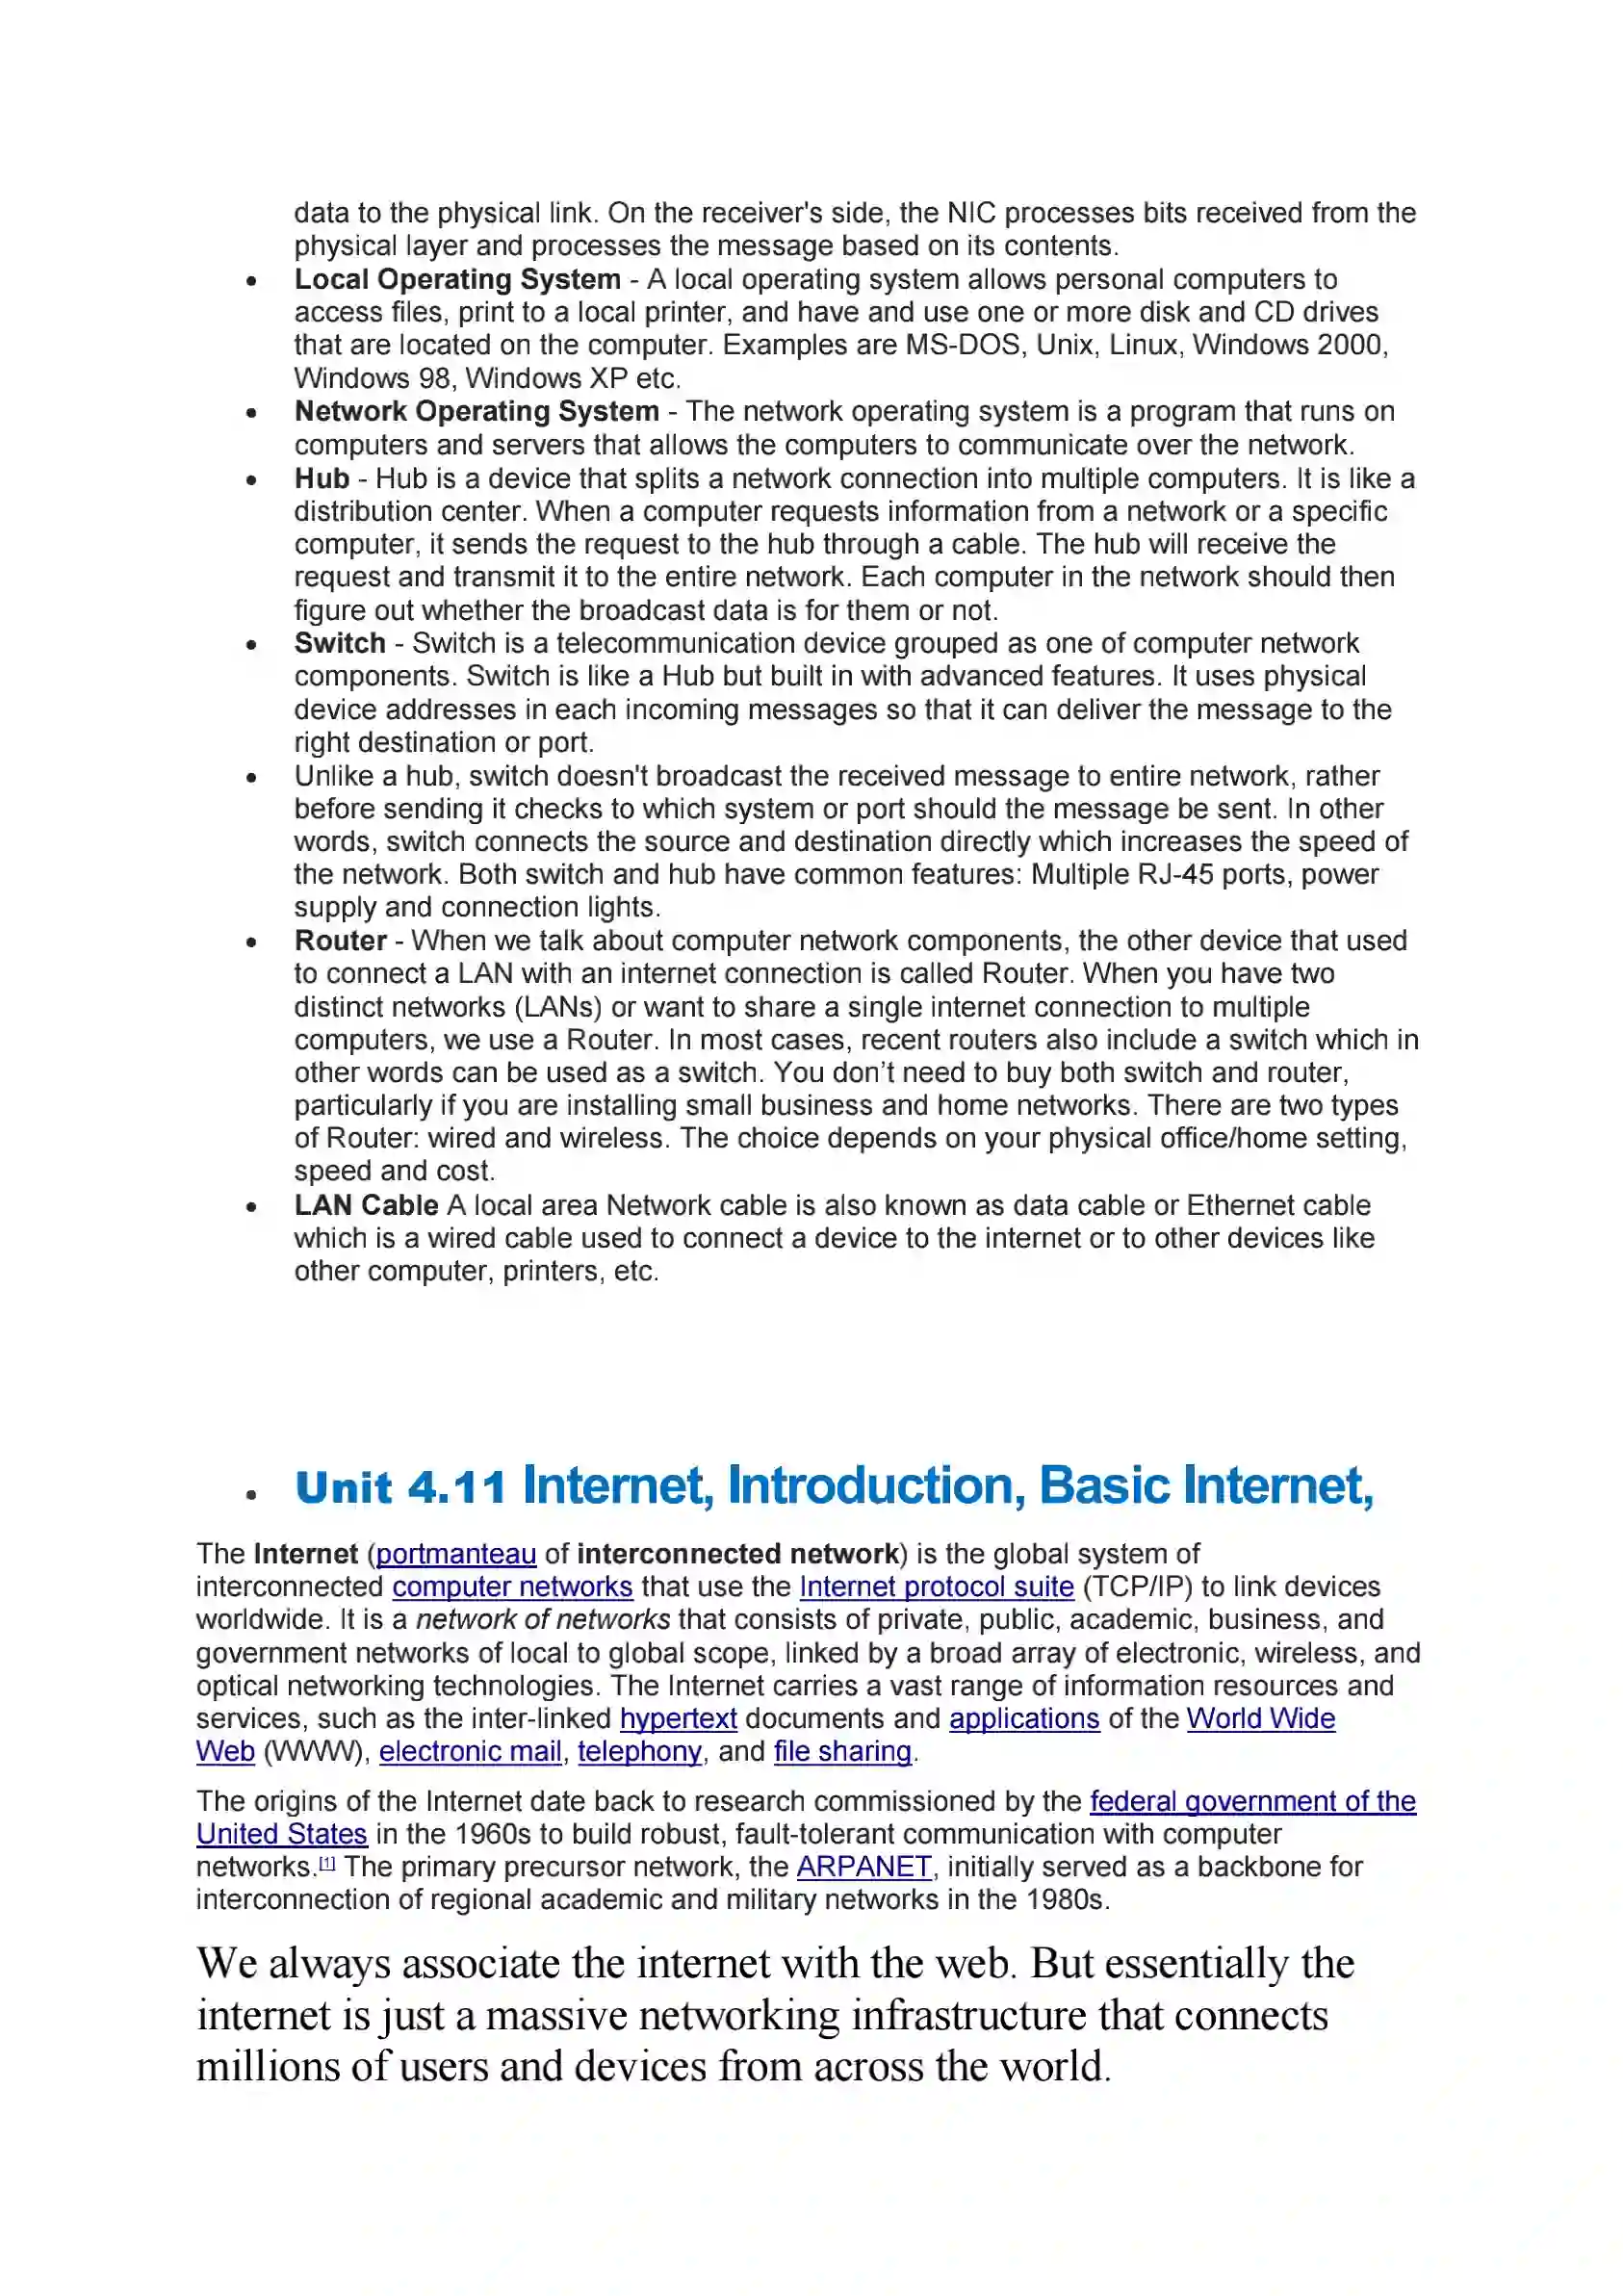 data to the physical link. On the receiver's side, the NIC processes bits received from the
physical layer and processes the message based on its contents.
• Local Operating System - A local operating system allows personal computers to
access files, print to a local printer, and have and use one or more disk and CD drives
that are located on the computer. Examples are MS-DOS, Unix, Linux, Windows 2000,
Windows 98, Windows XP etc.
• Network Operating System - The network operating system is a program that runs on
computers and servers that allows the computers to communicate over the network.
• Hub - Hub is a device that splits a network connection into multiple computers. It is like a
distribution center. When a computer requests information from a network or a specific
computer, it sends the request to the hub through a cable. The hub will receive the
request and transmit it to the entire network. Each computer in the network should then
figure out whether the broadcast data is for them or not.
• Switch - Switch is a telecommunication device grouped as one of computer network
components. Switch is like a Hub but built in with advanced features. It uses physical
device addresses in each incoming messages so that it can deliver the message to the
right destination or port.
• Unlike a hub, switch doesn't broadcast the received message to entire network, rather
before sending it checks to which system or port should the message be sent. In other
words, switch connects the source and destination directly which increases the speed of
the network. Both switch and hub have common features: Multiple RJ-45 ports, power
supply and connection lights.
• Router - When we talk about computer network components, the other device that used
to connect a LAN with an internet connection is called Router. When you have two
distinct networks (LANs) or want to share a single internet connection to multiple
computers, we use a Router. In most cases, recent routers also include a switch which in
other words can be used as a switch. You don’t need to buy both switch and router,
particularly if you are installing small business and home networks. There are two types
of Router: wired and wireless. The choice depends on your physical office/home setting,
speed and cost.
• LAN Cable A local area Network cable is also known as data cable or Ethernet cable
which is a wired cable used to connect a device to the internet or to other devices like
other computer, printers, etc.
• Unit 4.11 Internet, Introduction, Basic Internet,
The Internet (portmanteau of interconnected network) is the global system of
interconnected computer networks that use the Internet protocol suite (TCP/IP) to link devices
worldwide. It is a network of networks that consists of private, public, academic, business, and
government networks of local to global scope, linked by a broad array of electronic, wireless, and
optical networking technologies. The Internet carries a vast range of information resources and
services, such as the inter-linked hypertext documents and applications of the World Wide
Web (WWW), electronic mail, telephony, and file sharing.
The origins of the Internet date back to research commissioned by the federal government of the
United States in the 1960s to build robust, fault-tolerant communication with computer
networks.[1] The primary precursor network, the ARPANET, initially served as a backbone for
interconnection of regional academic and military networks in the 1980s.
We always associate the internet with the web. But essentially the
internet is just a massive networking infrastructure that connects
millions of users and devices from across the world.